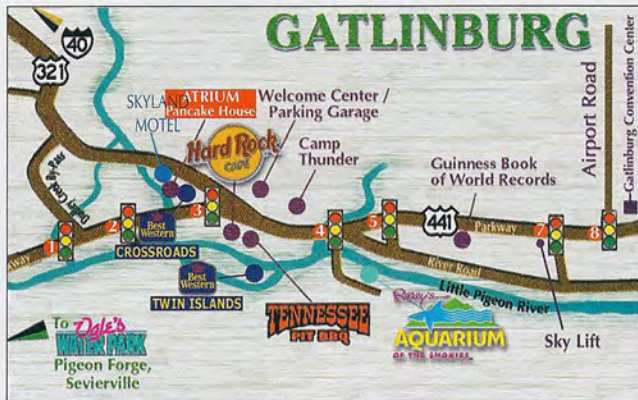 GATLINBURG
40
321
SKYLAND
MOTEL
ATRIUM
Pancake House
Welcome Center /
Parking Garage
Hard Rock
CAFE
Camp
Thunder
Guinness Book
of World Records
Airport Road
Gatlinburg Convention Center
1
2
3
4
5
7
8
441
Parkway
River Road
Little Pigeon River
Best
Western
CROSSROADS
Best
Western
TWIN ISLANDS
TENNESSEE
PIT BBQ
Ripley's
AQUARIUM
OF THE SMOKIES
Sky Lift
To Ogle's
WATER PARK
Pigeon Forge,
Sevierville